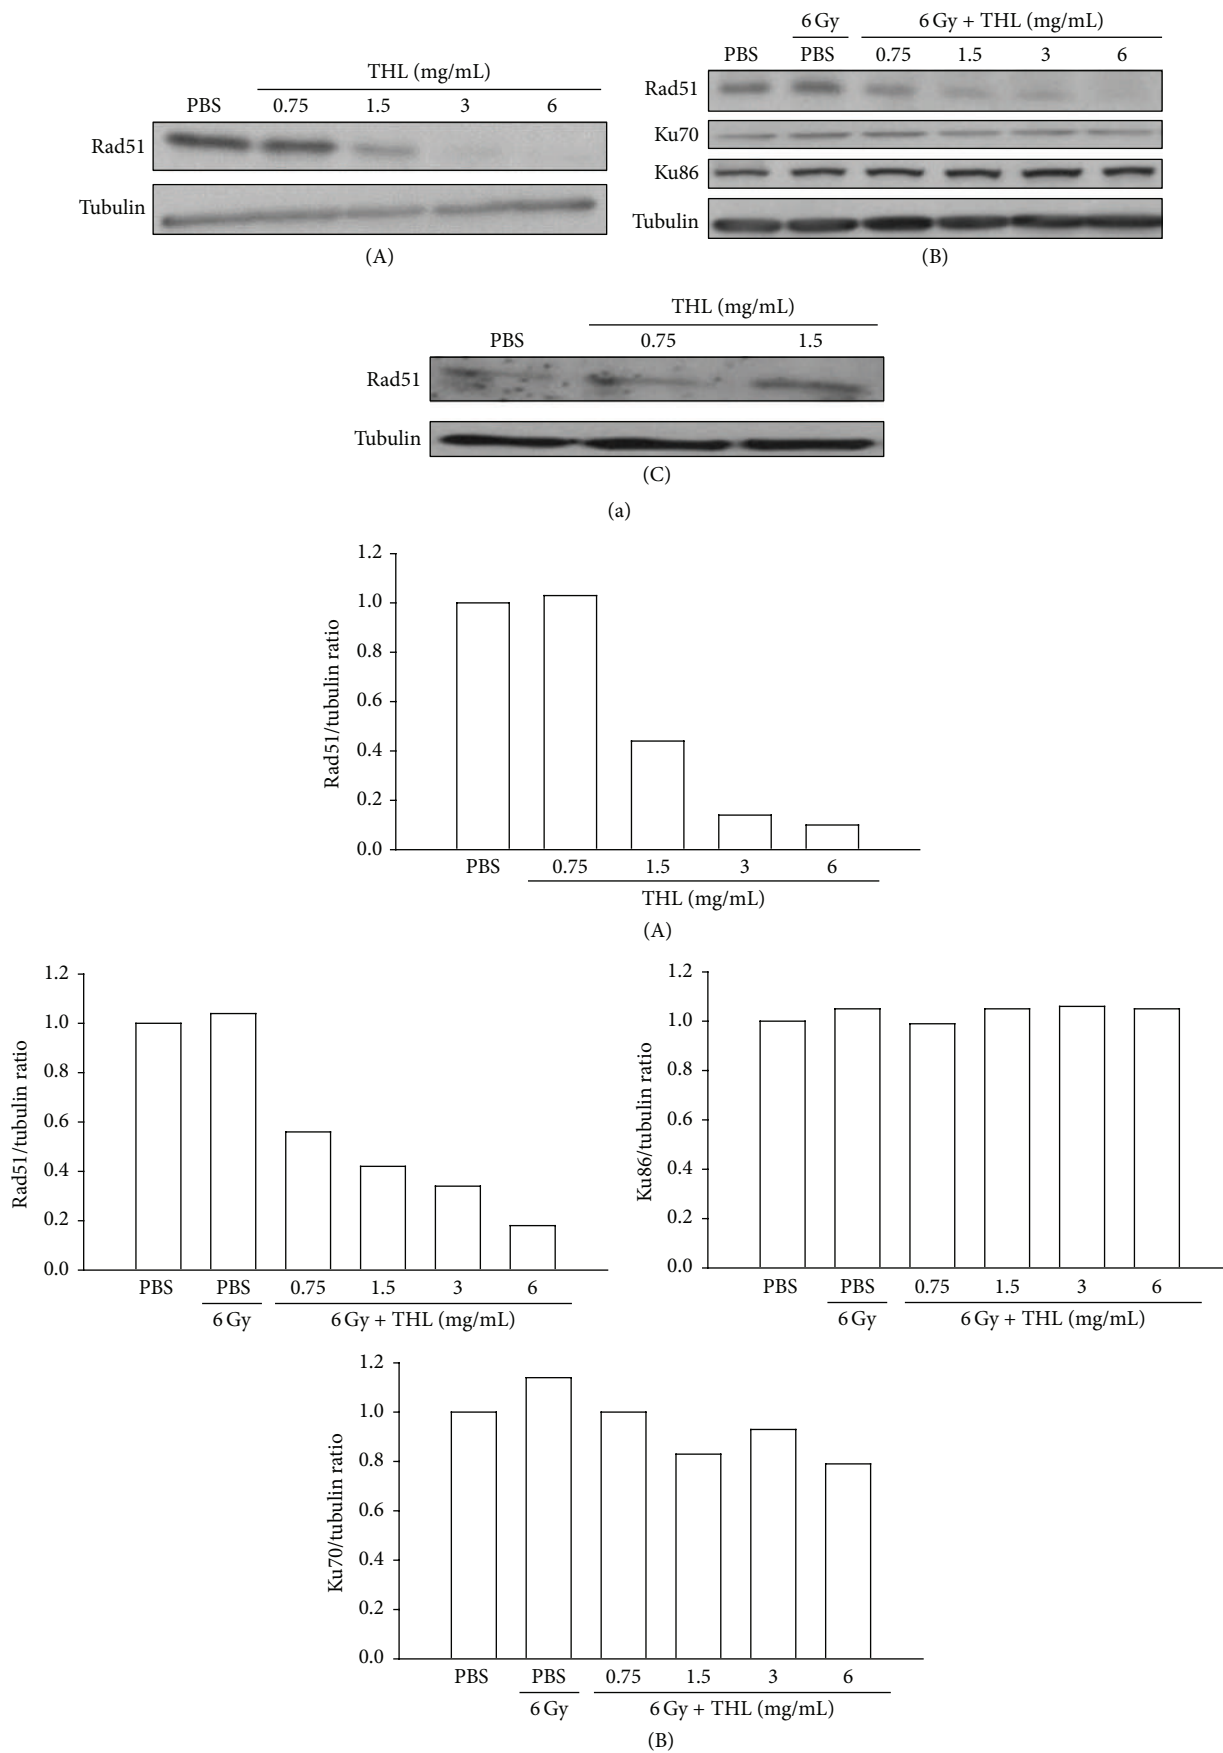 THL (mg/mL)
PBS 0.75 1.5 3 6
Rad51
Tubulin
(A)
6 Gy 6 Gy + THL (mg/mL)
PBS PBS 0.75 1.5 3 6
Rad51
Ku70
Ku86
Tubulin
(B)
THL (mg/mL)
PBS 0.75 1.5
Rad51
Tubulin
(C)
(a)
Rad51/tubulin ratio
1.2
1.0
0.8
0.6
0.4
0.2
0.0
PBS 0.75 1.5 3 6
THL (mg/mL)
(A)
Rad51/tubulin ratio
1.2
1.0
0.8
0.6
0.4
0.2
0.0
PBS PBS 0.75 1.5 3 6
6 Gy 6 Gy + THL (mg/mL)
Ku86/tubulin ratio
1.2
1.0
0.8
0.6
0.4
0.2
0.0
PBS PBS 0.75 1.5 3 6
6 Gy 6 Gy + THL (mg/mL)
Ku70/tubulin ratio
1.2
1.0
0.8
0.6
0.4
0.2
0.0
PBS PBS 0.75 1.5 3 6
6 Gy 6 Gy + THL (mg/mL)
(B)